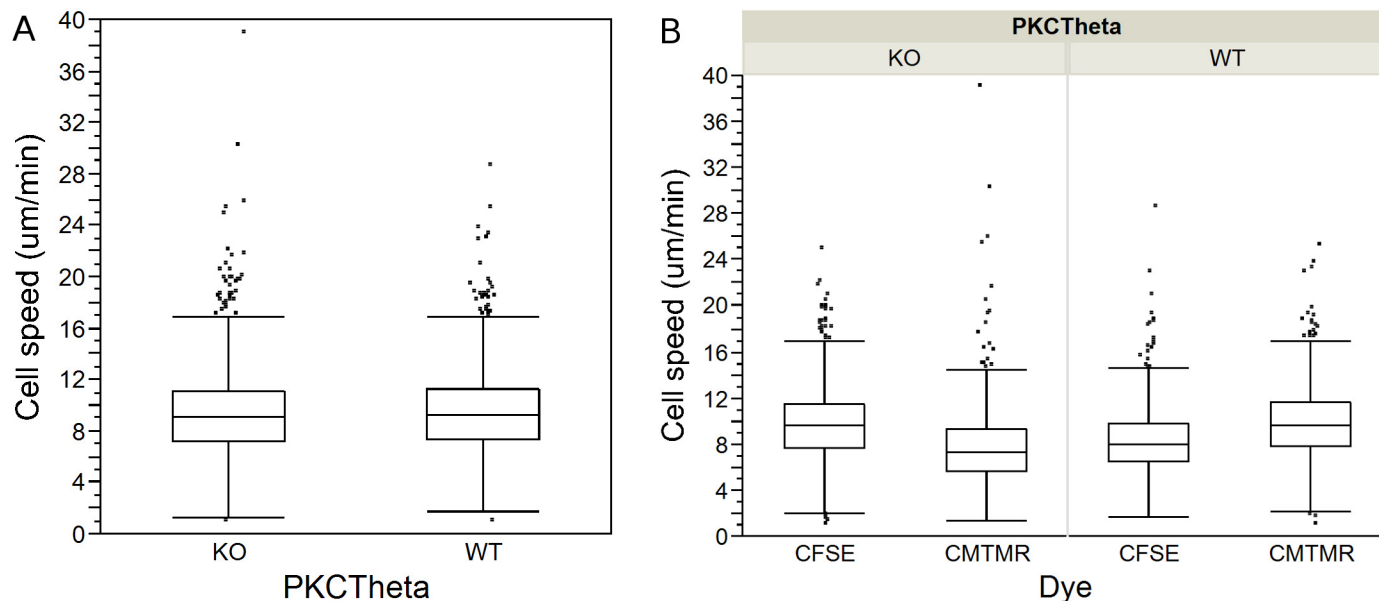 A
Cell speed (um/min)
40
36
32
28
24
20
16
12
8
4
0
KO WT
PKCTheta
B
PKCTheta
KO WT
Cell speed (um/min)
40
36
32
28
24
20
16
12
8
4
0
CFSE CMTMR CFSE CMTMR
Dye